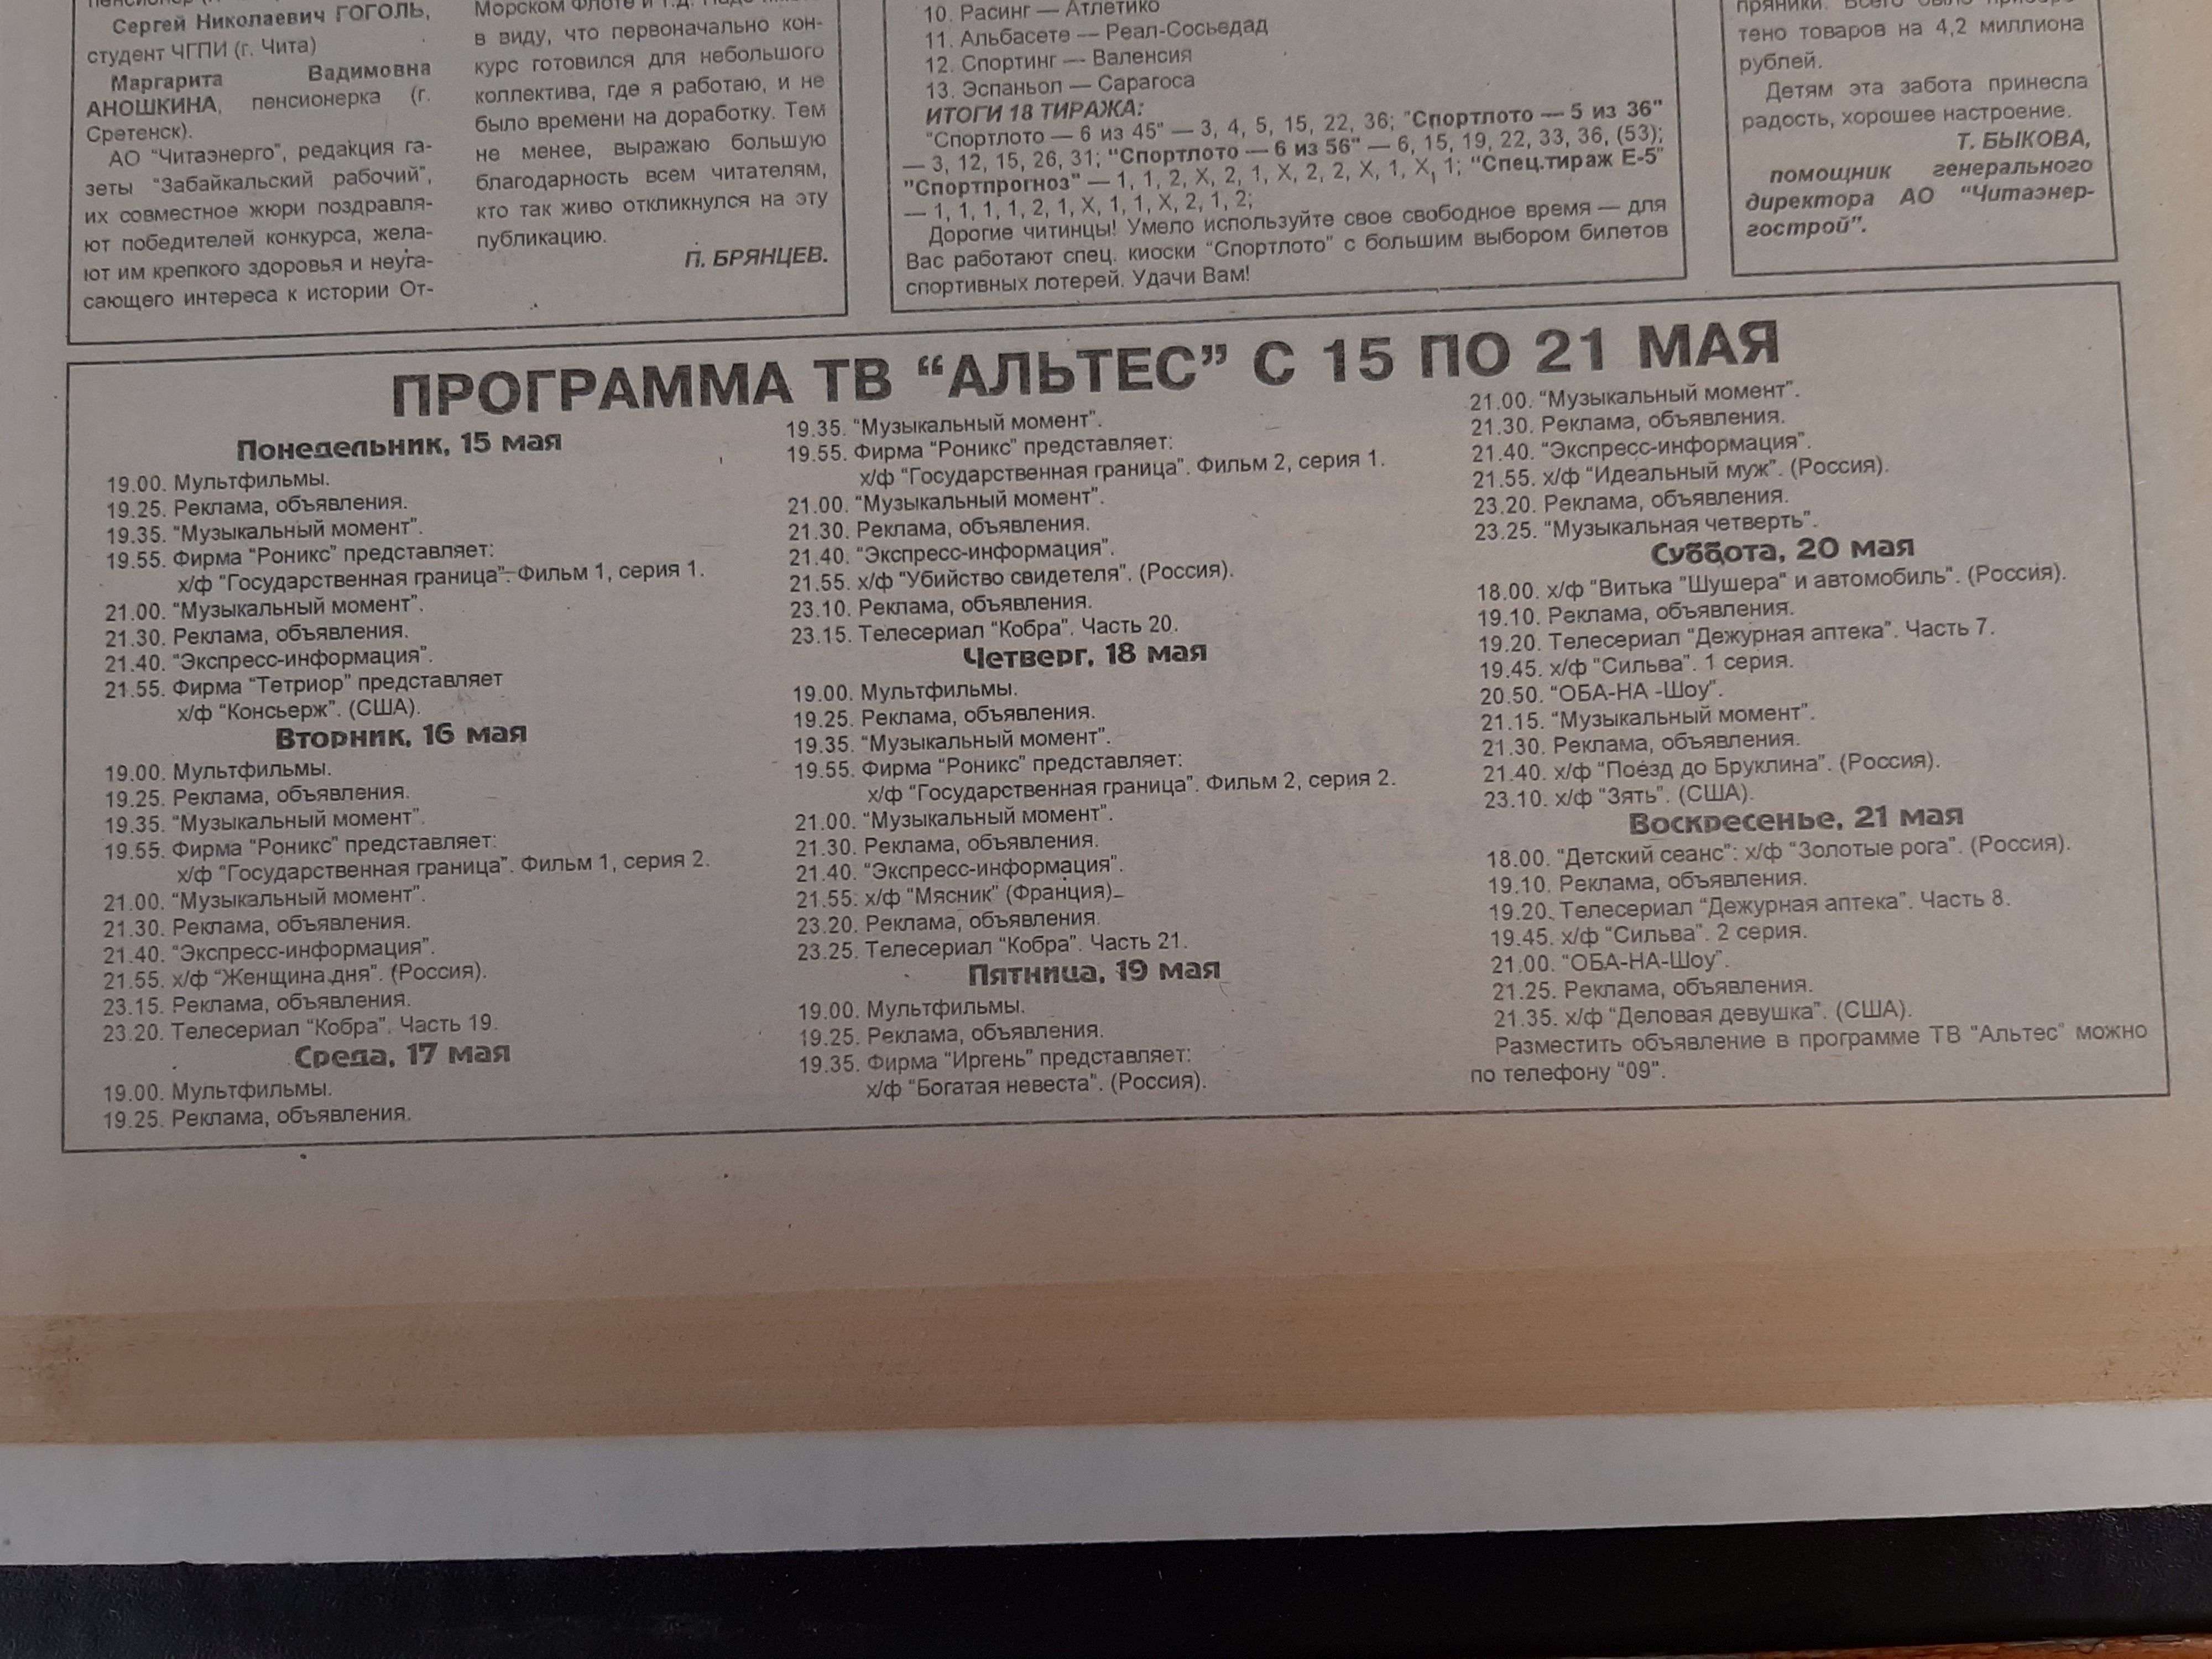 Сергей Николаевич ГОГОЛЬ,
студент ЧГПИ (г. Чита)
Маргарита Вадимовна
АНОШКИНА, пенсионерка (г.
Сретенск).
АО "Читаэнерго", редакция га-
зеты "Забайкальский рабочий",
их совместное жюри поздравля-
ют победителей конкурса, жела-
ют им крепкого здоровья и неуга-
сающего интереса к истории От-
Морском Флоте и т.д.
в виду, что первоначально кон-
курс готовился для небольшого
коллектива, где я работаю, и не
было времени на доработку. Тем
не менее, выражаю большую
благодарность всем читателям,
кто так живо откликнулся на эту
публикацию.
П. БРЯНЦЕВ.
10. Расинг — Атлетико
11. Альбасете — Реал-Сосьедад
12. Спортинг — Валенсия
13. Эспаньол — Сарагоса
ИТОГИ 18 ТИРАЖА:
"Спортлото — 6 из 45" — 3, 4, 5, 15, 22, 36; "Спортлото — 5 из 36"
— 3, 12, 15, 26, 31; "Спортлото — 6 из 56" — 6, 15, 19, 22, 33, 36, (53);
"Спортпрогноз" — 1, 1, 2, X, 2, 1, X, 2, 2, X, 1, X, 1; "Спец.тираж Е-5"
— 1, 1, 1, 1, 2, 1, X, 1, 1, X, 2, 1, 2;
Дорогие читинцы! Умело используйте свое свободное время — для
Вас работают спец. киоски "Спортлото" с большим выбором билетов
спортивных лотерей. Удачи Вам!
пряники. Всего было приобре-
тено товаров на 4,2 миллиона
рублей.
Детям эта забота принесла
радость, хорошее настроение.
Т. БЫКОВА,
помощник генерального
директора АО "Читаэнер-
гострой".
ПРОГРАММА ТВ "АЛЬТЕС" С 15 ПО 21 МАЯ
Понедельник, 15 мая
19.00. Мультфильмы.
19.25. Реклама, объявления.
19.35. "Музыкальный момент".
19.55. Фирма "Роникс" представляет:
х/ф "Государственная граница". Фильм 1, серия 1.
21.00. "Музыкальный момент".
21.30. Реклама, объявления.
21.40. "Экспресс-информация".
21.55. Фирма "Тетриор" представляет
х/ф "Консьерж". (США).
Вторник, 16 мая
19.00. Мультфильмы.
19.25. Реклама, объявления.
19.35. "Музыкальный момент".
19.55. Фирма "Роникс" представляет:
х/ф "Государственная граница". Фильм 1, серия 2.
21.00. "Музыкальный момент".
21.30. Реклама, объявления.
21.40. "Экспресс-информация".
21.55. х/ф "Женщина дня". (Россия).
23.15. Реклама, объявления.
23.20. Телесериал "Кобра". Часть 19.
Среда, 17 мая
19.00. Мультфильмы.
19.25. Реклама, объявления.
19.35. "Музыкальный момент".
19.55. Фирма "Роникс" представляет:
х/ф "Государственная граница". Фильм 2, серия 1.
21.00. "Музыкальный момент".
21.30. Реклама, объявления.
21.40. "Экспресс-информация".
21.55. х/ф "Убийство свидетеля". (Россия).
23.10. Реклама, объявления.
23.15. Телесериал "Кобра". Часть 20.
Четверг, 18 мая
19.00. Мультфильмы.
19.25. Реклама, объявления.
19.35. "Музыкальный момент".
19.55. Фирма "Роникс" представляет:
х/ф "Государственная граница". Фильм 2, серия 2.
21.00. "Музыкальный момент".
21.30. Реклама, объявления.
21.40. "Экспресс-информация".
21.55. х/ф "Мясник" (Франция).
23.20. Реклама, объявления.
23.25. Телесериал "Кобра". Часть 21.
Пятница, 19 мая
19.00. Мультфильмы.
19.25. Реклама, объявления.
19.35. Фирма "Иргень" представляет:
х/ф "Богатая невеста". (Россия).
21.00. "Музыкальный момент".
21.30. Реклама, объявления.
21.40. "Экспресс-информация".
21.55. х/ф "Идеальный муж". (Россия).
23.20. Реклама, объявления.
23.25. "Музыкальная четверть".
Суббота, 20 мая
18.00. х/ф "Витька "Шушера" и автомобиль". (Россия).
19.10. Реклама, объявления.
19.20. Телесериал "Дежурная аптека". Часть 7.
19.45. х/ф "Сильва". 1 серия.
20.50. "ОБА-НА -Шоу".
21.15. "Музыкальный момент".
21.30. Реклама, объявления.
21.40. х/ф "Поезд до Бруклина". (Россия).
23.10. х/ф "Зять". (США).
Воскресенье, 21 мая
18.00. "Детский сеанс": х/ф "Золотые рога". (Россия).
19.10. Реклама, объявления.
19.20. Телесериал "Дежурная аптека". Часть 8.
19.45. х/ф "Сильва". 2 серия.
21.00. "ОБА-НА-Шоу".
21.25. Реклама, объявления.
21.35. х/ф "Деловая девушка". (США).
Разместить объявление в программе ТВ "Альтес" можно
по телефону "09".